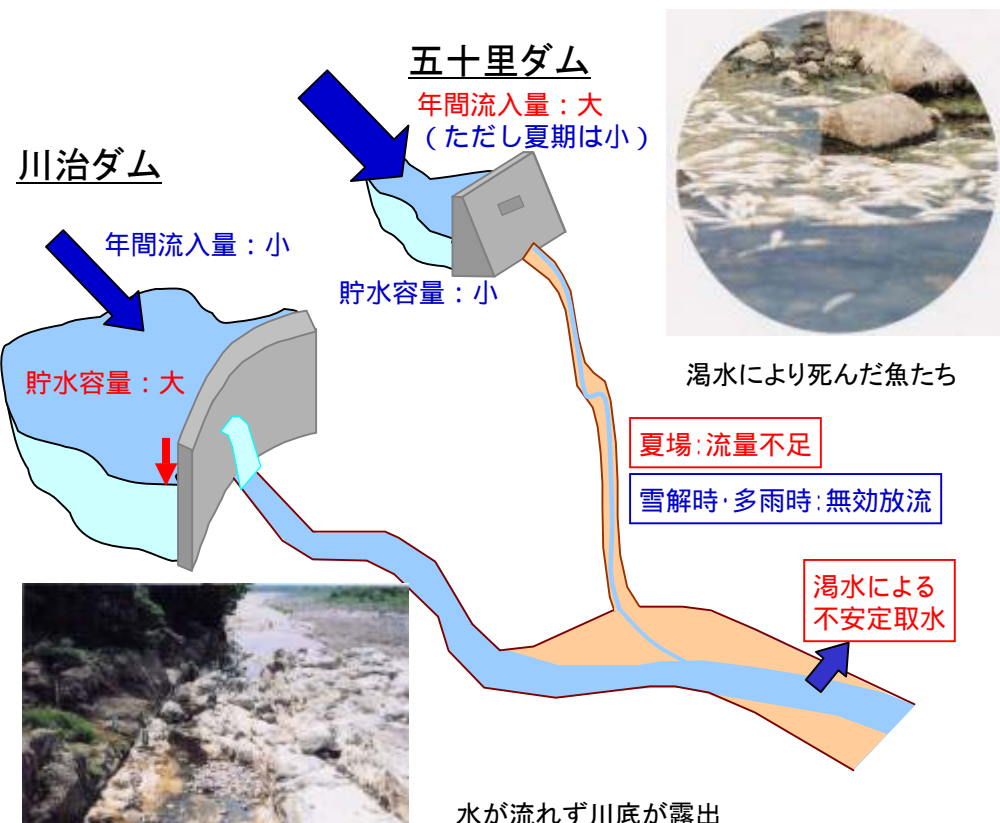 五十里ダム
年間流入量：大
（ただし夏期は小）
川治ダム
年間流入量：小
貯水容量：小
貯水容量：大
渇水により死んだ魚たち
夏場：流量不足
雪解時・多雨時：無効放流
渇水による
不安定取水
水が流れず川底が露出